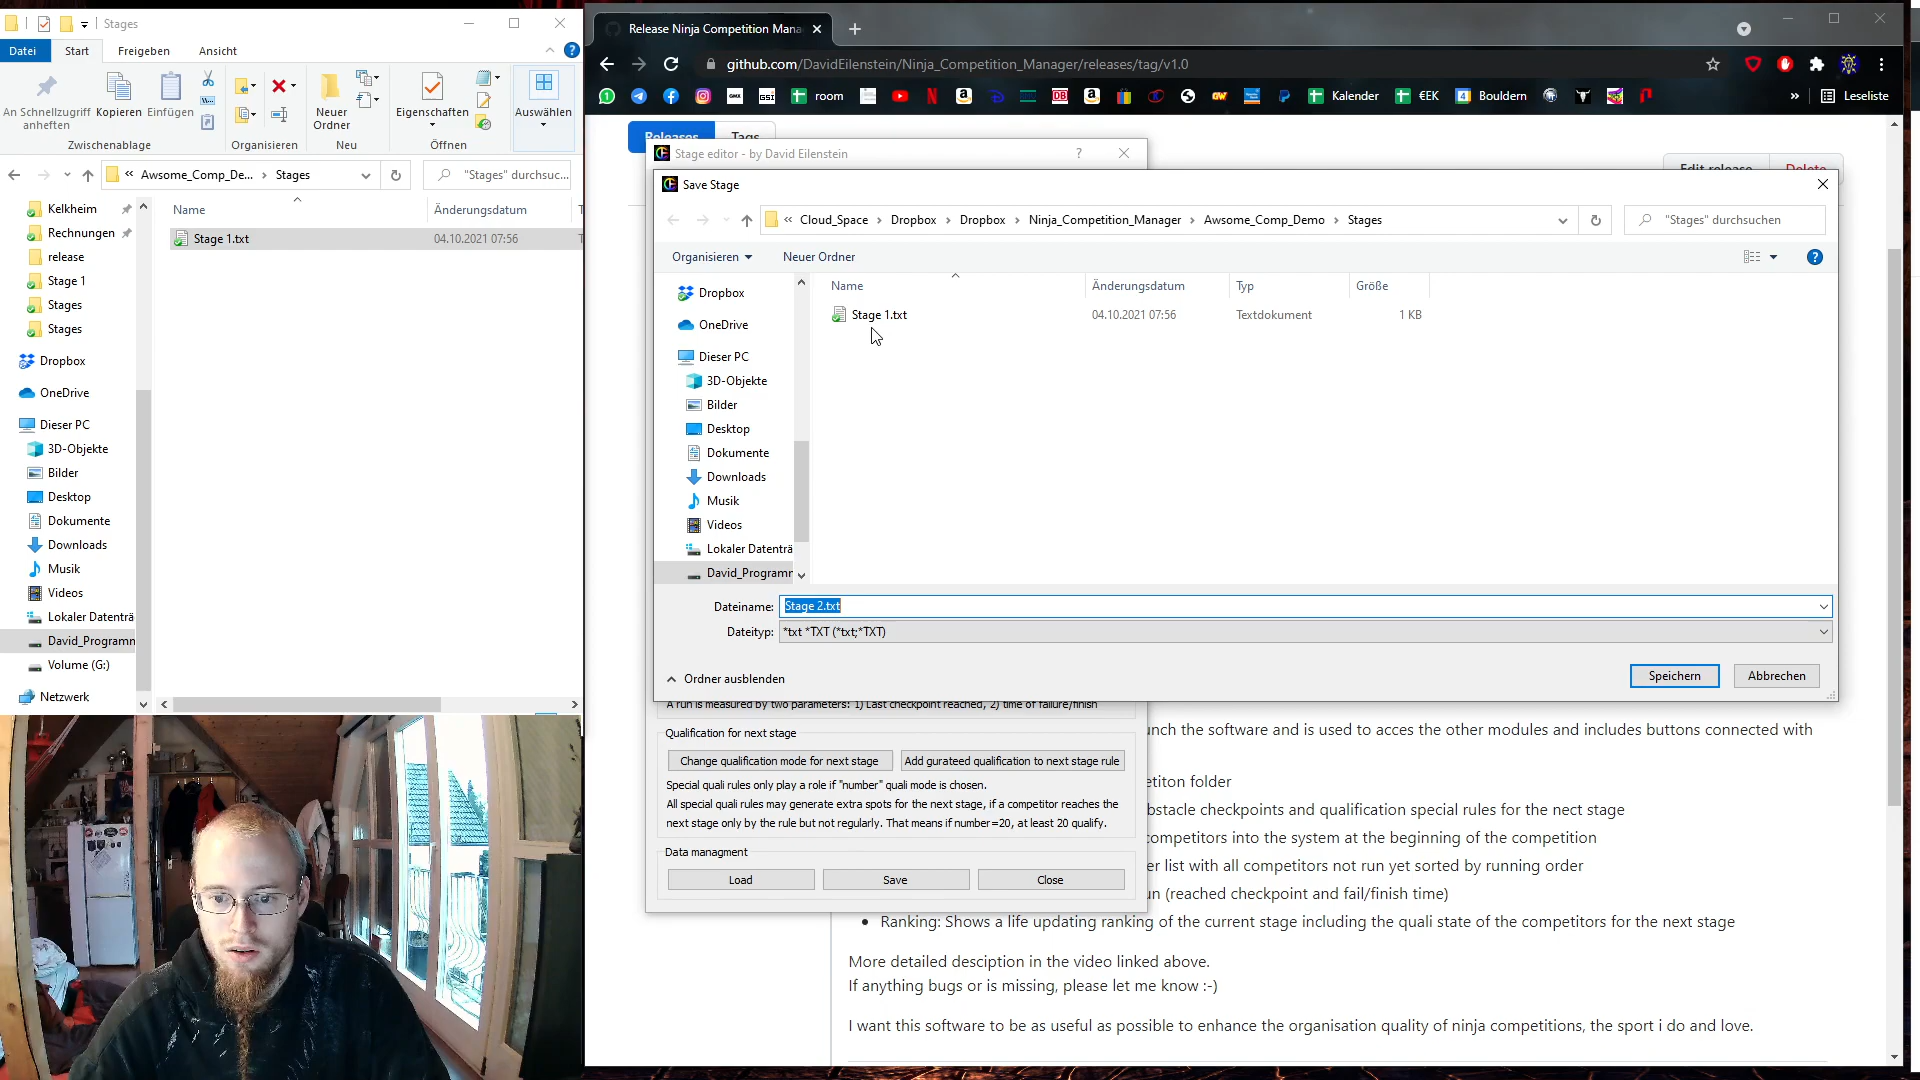 Stages
Datei
Start
Freigeben
Ansicht
An Schnellzugriff
anheften
Kopieren
Einfügen
Neuer
Ordner
Eigenschaften
Auswählen
Zwischenablage
Organisieren
Neu
Öffnen
« Awsome_Comp_De... › Stages
"Stages" durchsuc...
Name
Änderungsdatum
Stage 1.txt
04.10.2021 07:56
Kelkheim
Rechnungen
release
Stage 1
Stages
Stages
Dropbox
OneDrive
Dieser PC
3D-Objekte
Bilder
Desktop
Dokumente
Downloads
Musik
Videos
Lokaler Datenträ
David_Programm
Volume (G:)
Netzwerk
Release Ninja Competition Mana
github.com/DavidEilenstein/Ninja_Competition_Manager/releases/tag/v1.0
GMX
GSI
room
DB
Kalender
€EK
4
Bouldern
»
Leseliste
Releases
Tags
Edit release
Delete
Stage editor - by David Eilenstein
?
Save Stage
« Cloud_Space › Dropbox › Dropbox › Ninja_Competition_Manager › Awsome_Comp_Demo › Stages
"Stages" durchsuchen
Organisieren
Neuer Ordner
Dropbox
OneDrive
Dieser PC
3D-Objekte
Bilder
Desktop
Dokumente
Downloads
Musik
Videos
Lokaler Datenträ
David_Programm
Name
Änderungsdatum
Typ
Größe
Stage 1.txt
04.10.2021 07:56
Textdokument
1 KB
Dateiname:
Stage 2.txt
Dateityp:
*txt *TXT (*txt;*TXT)
Ordner ausblenden
Speichern
Abbrechen
A run is measured by two parameters: 1) Last checkpoint reached, 2) time of failure/finish
Qualification for next stage
Change qualification mode for next stage
Add gurateed qualification to next stage rule
Special quali rules only play a role if "number" quali mode is chosen.
All special quali rules may generate extra spots for the next stage, if a competitor reaches the
next stage only by the rule but not regularly. That means if number=20, at least 20 qualify.
Data managment
Load
Save
Close
unch the software and is used to acces the other modules and includes buttons connected with
etiton folder
bstacle checkpoints and qualification special rules for the nect stage
competitors into the system at the beginning of the competition
er list with all competitors not run yet sorted by running order
un (reached checkpoint and fail/finish time)
• Ranking: Shows a life updating ranking of the current stage including the quali state of the competitors for the next stage
More detailed desciption in the video linked above.
If anything bugs or is missing, please let me know :-)
I want this software to be as useful as possible to enhance the organisation quality of ninja competitions, the sport i do and love.